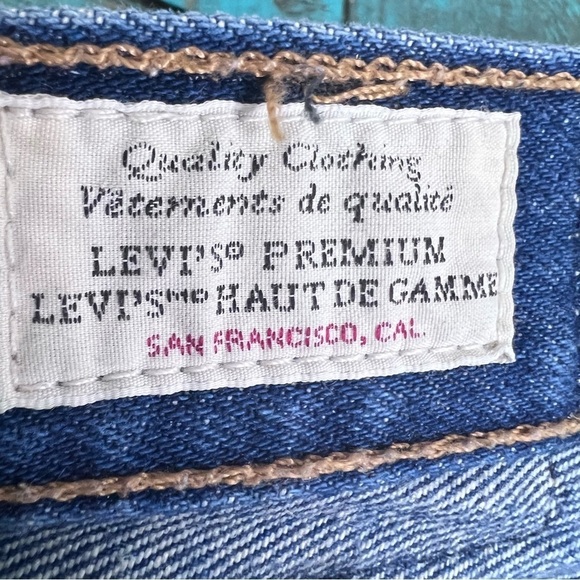 Quality Clothing
Vêtements de qualité
LEVI'S® PREMIUM
LEVI'S™® HAUT DE GAMME
SAN FRANCISCO, CAL.